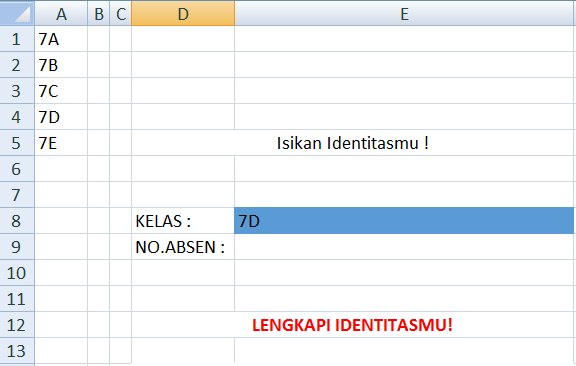 A B C D E
1 7A
2 7B
3 7C
4 7D
5 7E Isikan Identitasmu !
6
7
8 KELAS : 7D
9 NO.ABSEN :
10
11
12 LENGKAPI IDENTITASMU!
13